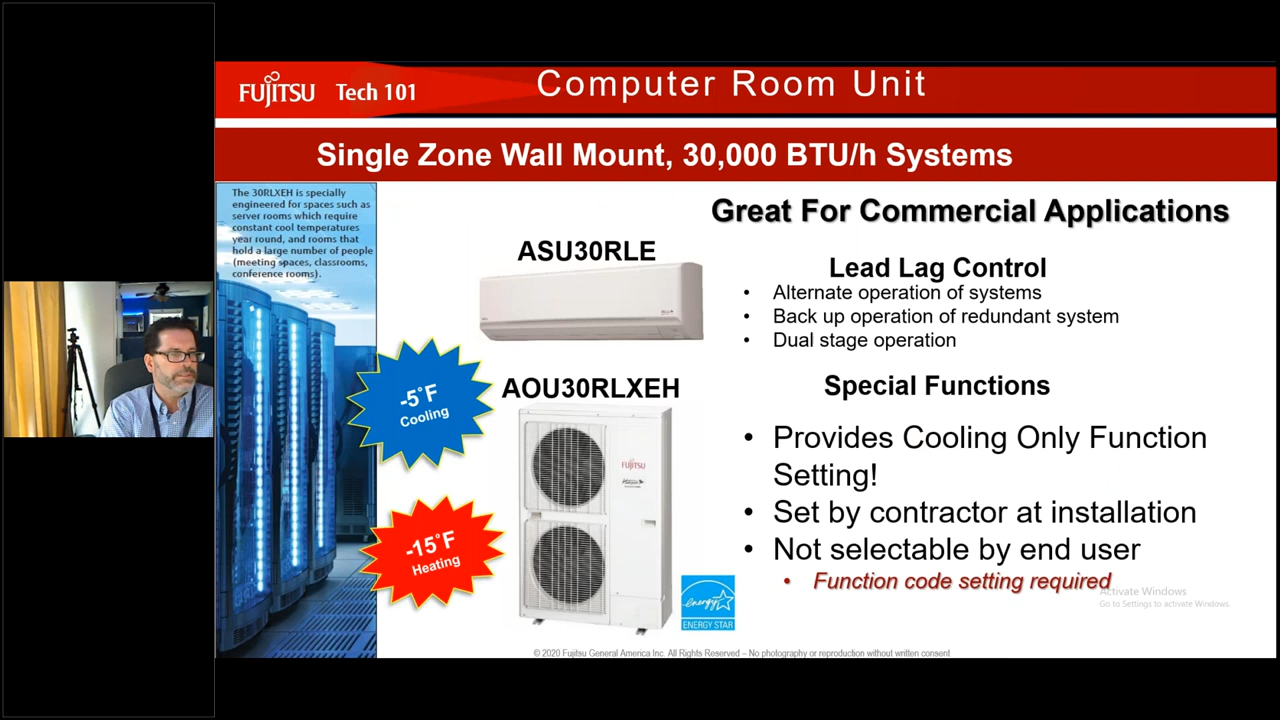 FUJITSU Tech 101
Computer Room Unit
Single Zone Wall Mount, 30,000 BTU/h Systems
The 30RLXEH is specially
engineered for spaces such as
server rooms which require
constant cool temperatures
year round, and rooms that
hold a large number of people
(meeting spaces, classrooms,
conference rooms).
Great For Commercial Applications
ASU30RLE
Lead Lag Control
• Alternate operation of systems
• Back up operation of redundant system
• Dual stage operation
-5˚F
Cooling
AOU30RLXEH
FUJITSU
Special Functions
• Provides Cooling Only Function
Setting!
• Set by contractor at installation
• Not selectable by end user
• Function code setting required
-15˚F
Heating
energy
ENERGY STAR
Activate Windows
Go to Settings to activate Windows.
© 2020 Fujitsu General America Inc. All Rights Reserved – No photography or reproduction without written consent